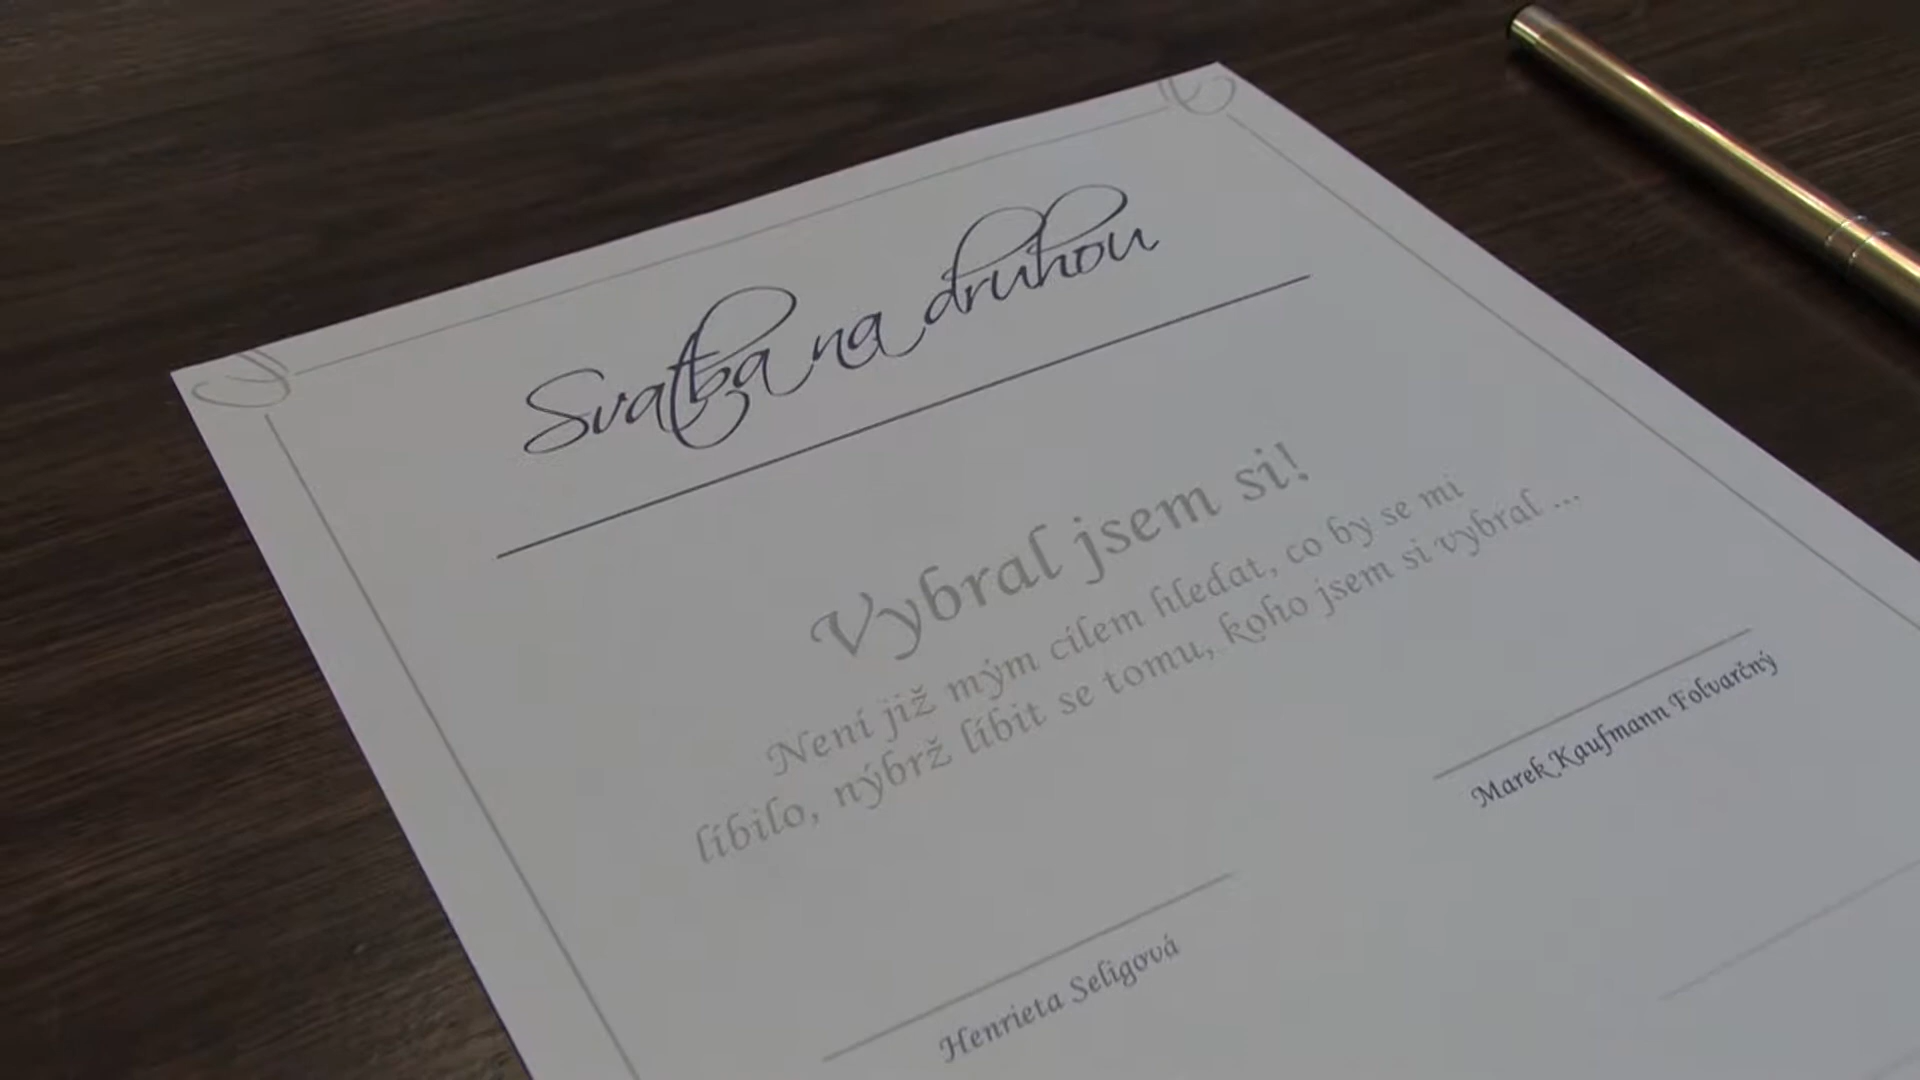 Svatba na druhou
Vybral jsem si!
Není již mým cílem hledat, co by se mi
líbilo, nýbrž líbit se tomu, koho jsem si vybral ...
Marek Kaufmann Folvarčný
Henrieta Seligová